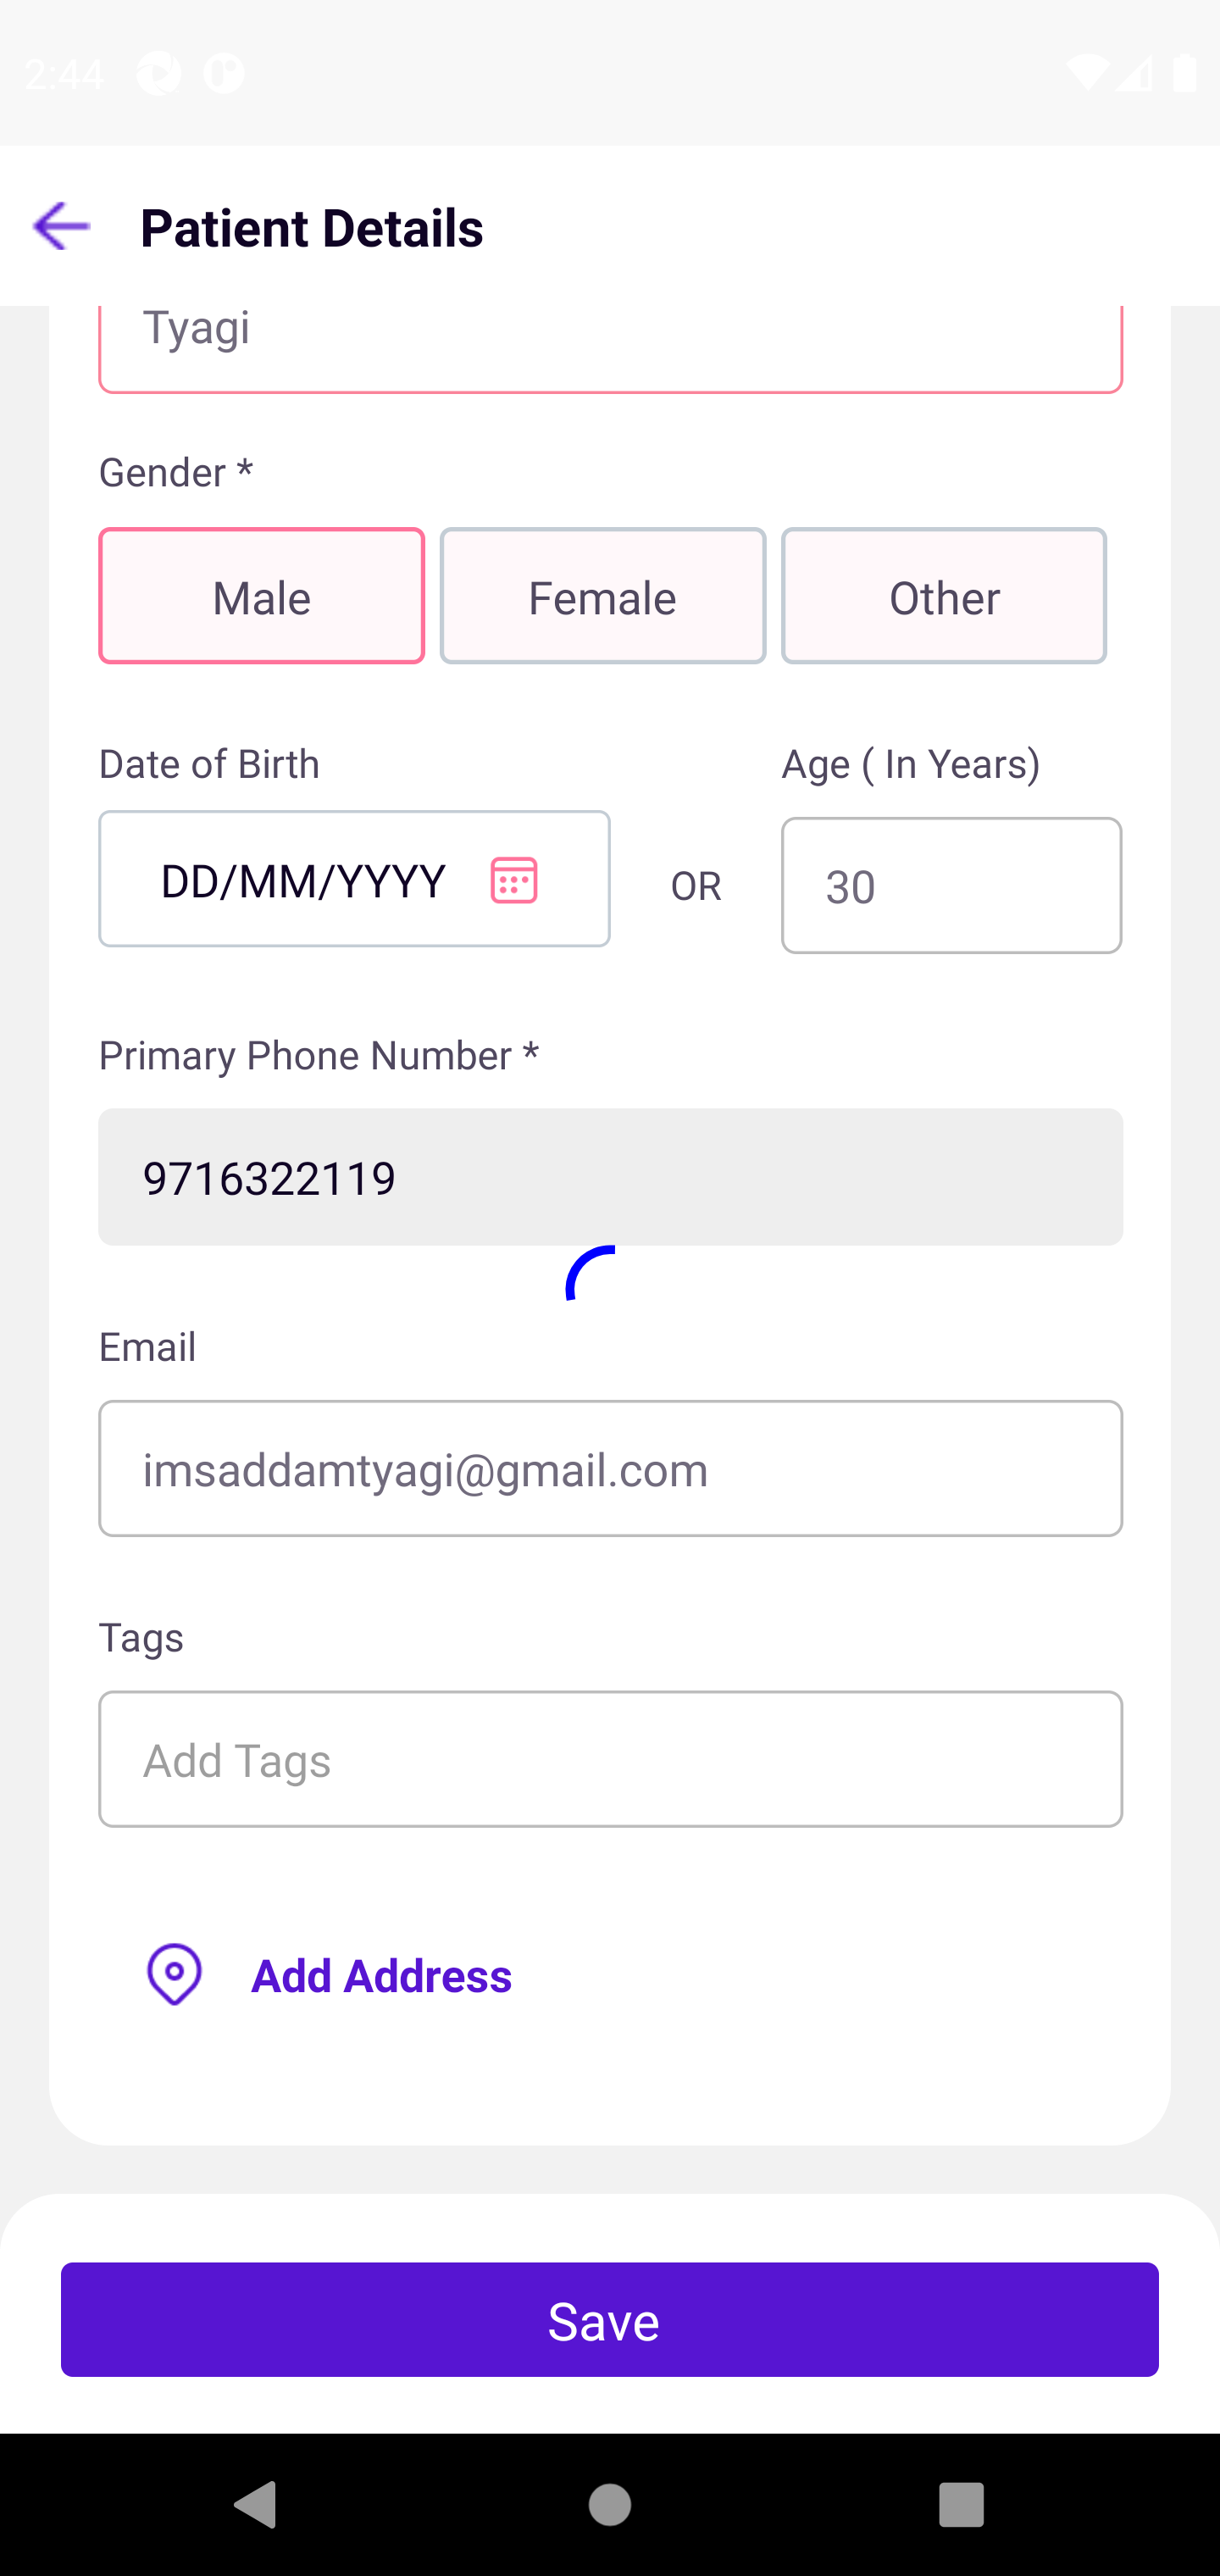 2:44
Patient Details
Tyagi
Gender *
Male Female Other
Date of Birth Age ( In Years)
DD/MM/YYYY OR 30
Primary Phone Number *
9716322119
Email
imsaddamtyagi@gmail.com
Tags
Add Tags
Add Address
Save